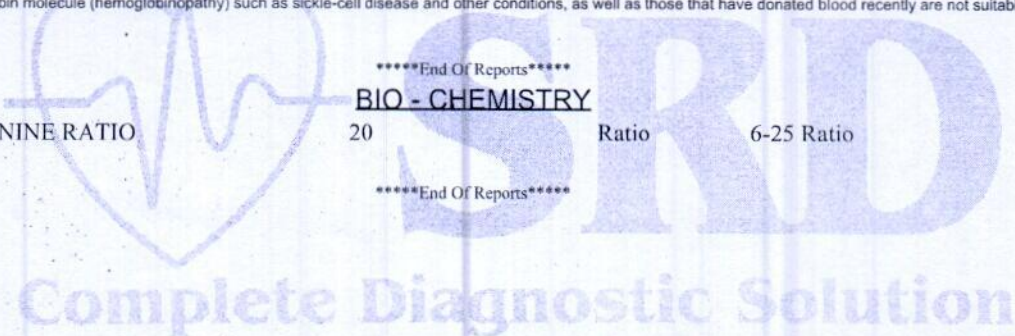 bin molecule (hemoglobinopathy) such as sickle-cell disease and other conditions, as well as those that have donated blood recently are not suitab
*****End Of Reports*****
BIO - CHEMISTRY
NINE RATIO 20 Ratio 6-25 Ratio
*****End Of Reports*****
SRD
Complete Diagnostic Solution